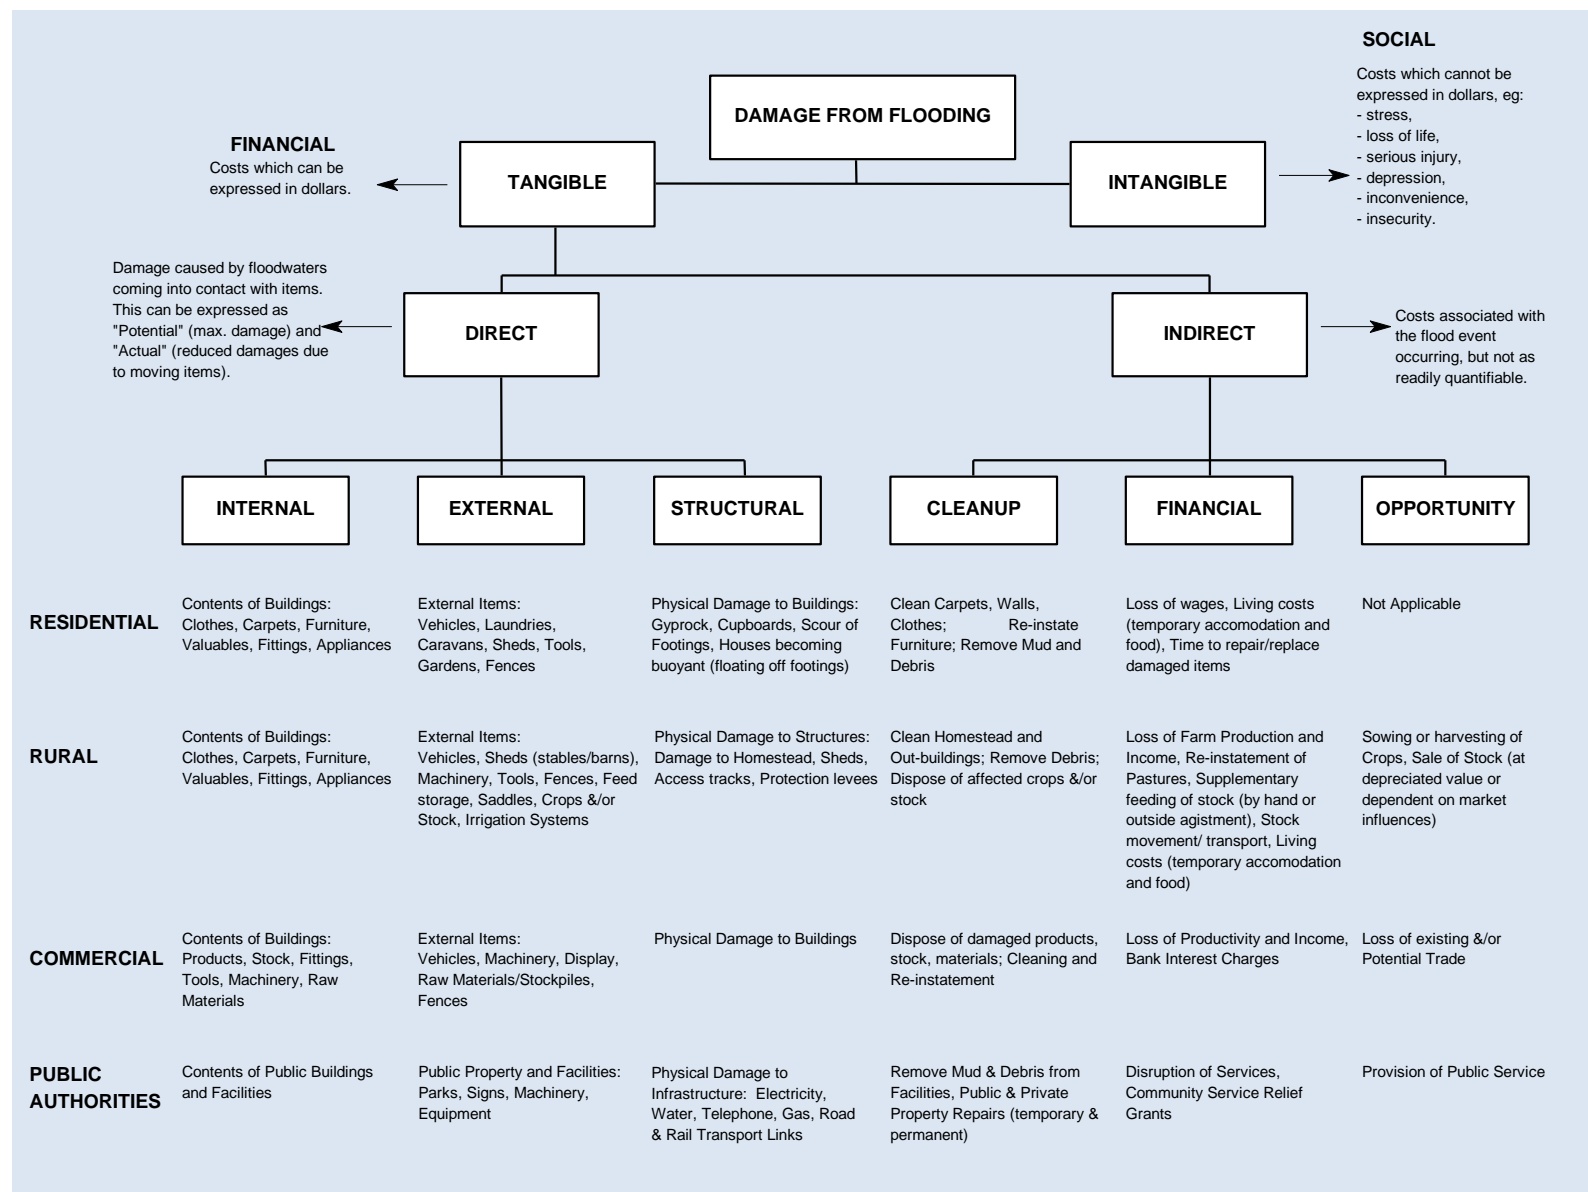 SOCIAL
Costs which cannot be
expressed in dollars, eg:
- stress,
- loss of life,
- serious injury,
- depression,
- inconvenience,
- insecurity.
DAMAGE FROM FLOODING
FINANCIAL
Costs which can be
expressed in dollars.
TANGIBLE
INTANGIBLE
Damage caused by floodwaters
coming into contact with items.
This can be expressed as
"Potential" (max. damage) and
"Actual" (reduced damages due
to moving items).
DIRECT
INDIRECT
Costs associated with
the flood event
occurring, but not as
readily quantifiable.
INTERNAL
EXTERNAL
STRUCTURAL
CLEANUP
FINANCIAL
OPPORTUNITY
RESIDENTIAL
Contents of Buildings:
Clothes, Carpets, Furniture,
Valuables, Fittings, Appliances
External Items:
Vehicles, Laundries,
Caravans, Sheds, Tools,
Gardens, Fences
Physical Damage to Buildings:
Gyprock, Cupboards, Scour of
Footings, Houses becoming
buoyant (floating off footings)
Clean Carpets, Walls,
Clothes; Re-instate
Furniture; Remove Mud and
Debris
Loss of wages, Living costs
(temporary accomodation and
food), Time to repair/replace
damaged items
Not Applicable
RURAL
Contents of Buildings:
Clothes, Carpets, Furniture,
Valuables, Fittings, Appliances
External Items:
Vehicles, Sheds (stables/barns),
Machinery, Tools, Fences, Feed
storage, Saddles, Crops &/or
Stock, Irrigation Systems
Physical Damage to Structures:
Damage to Homestead, Sheds,
Access tracks, Protection levees
Clean Homestead and
Out-buildings; Remove Debris;
Dispose of affected crops &/or
stock
Loss of Farm Production and
Income, Re-instatement of
Pastures, Supplementary
feeding of stock (by hand or
outside agistment), Stock
movement/ transport, Living
costs (temporary accomodation
and food)
Sowing or harvesting of
Crops, Sale of Stock (at
depreciated value or
dependent on market
influences)
COMMERCIAL
Contents of Buildings:
Products, Stock, Fittings,
Tools, Machinery, Raw
Materials
External Items:
Vehicles, Machinery, Display,
Raw Materials/Stockpiles,
Fences
Physical Damage to Buildings
Dispose of damaged products,
stock, materials; Cleaning and
Re-instatement
Loss of Productivity and Income,
Bank Interest Charges
Loss of existing &/or
Potential Trade
PUBLIC
AUTHORITIES
Contents of Public Buildings
and Facilities
Public Property and Facilities:
Parks, Signs, Machinery,
Equipment
Physical Damage to
Infrastructure: Electricity,
Water, Telephone, Gas, Road
& Rail Transport Links
Remove Mud & Debris from
Facilities, Public & Private
Property Repairs (temporary &
permanent)
Disruption of Services,
Community Service Relief
Grants
Provision of Public Service